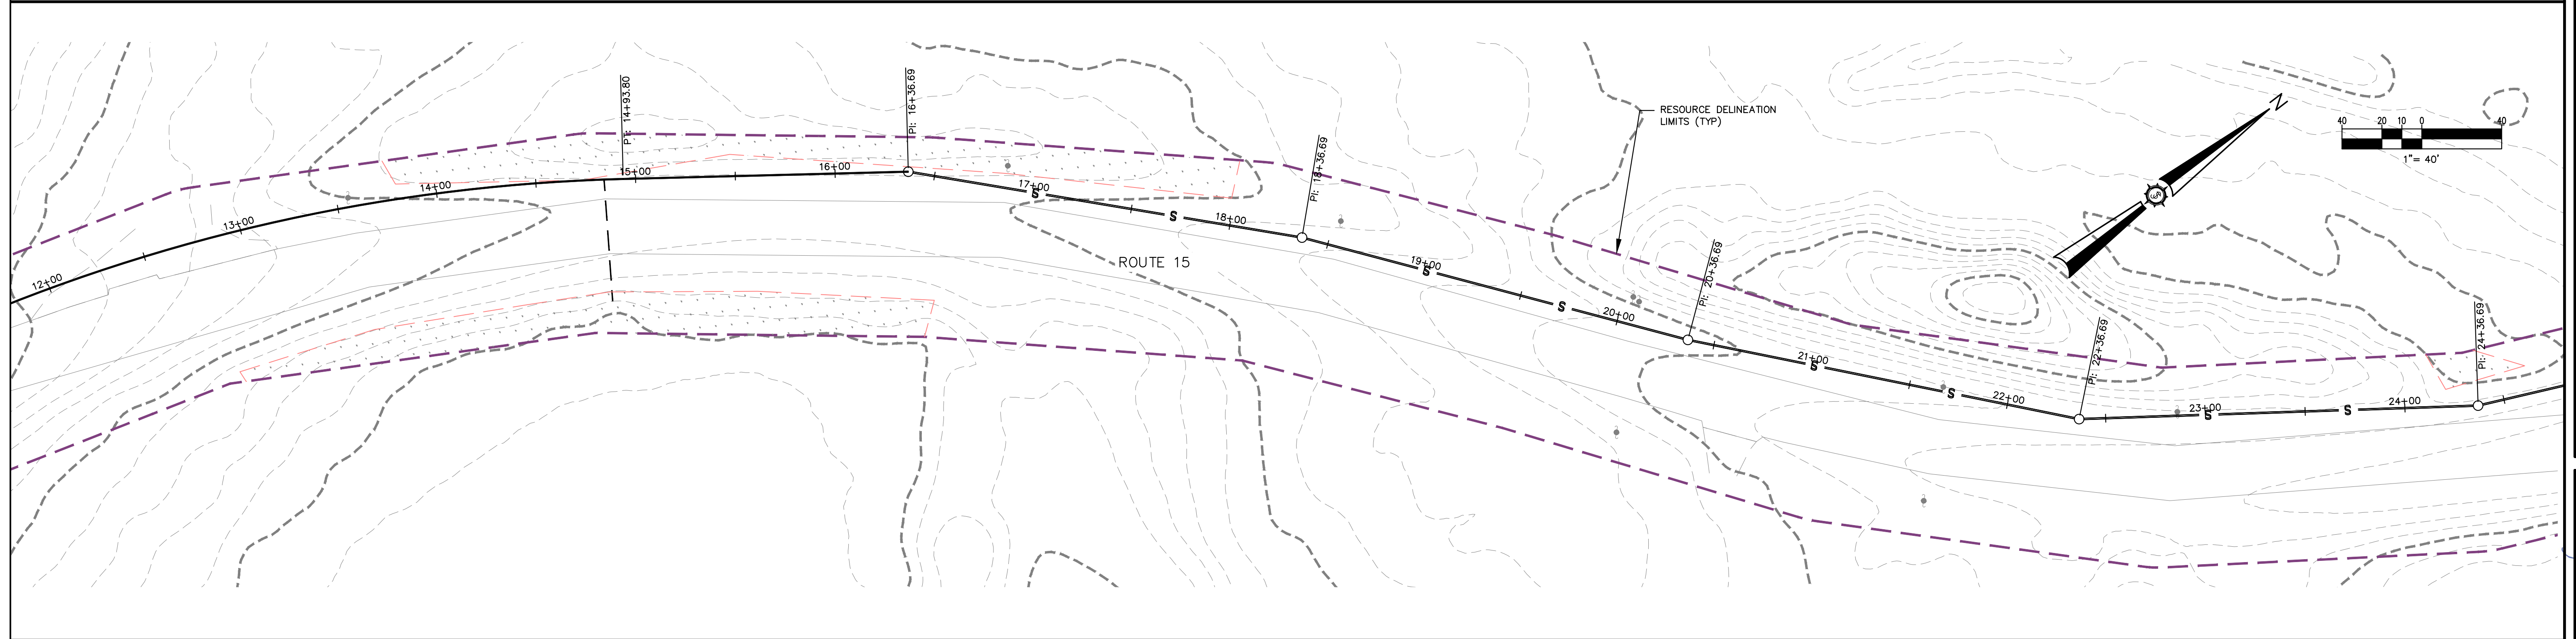 PT: 14+93.80
PI: 16+36.69
PI: 18+36.69
PI: 20+36.69
PI: 22+36.69
PI: 24+36.69
RESOURCE DELINEATION
LIMITS (TYP)
N
40 20 10 0 40
1"= 40'
12+00
13+00
14+00
15+00
16+00
17+00
18+00
19+00
20+00
21+00
22+00
23+00
24+00
S
S
S
S
S
S
S
S
ROUTE 15